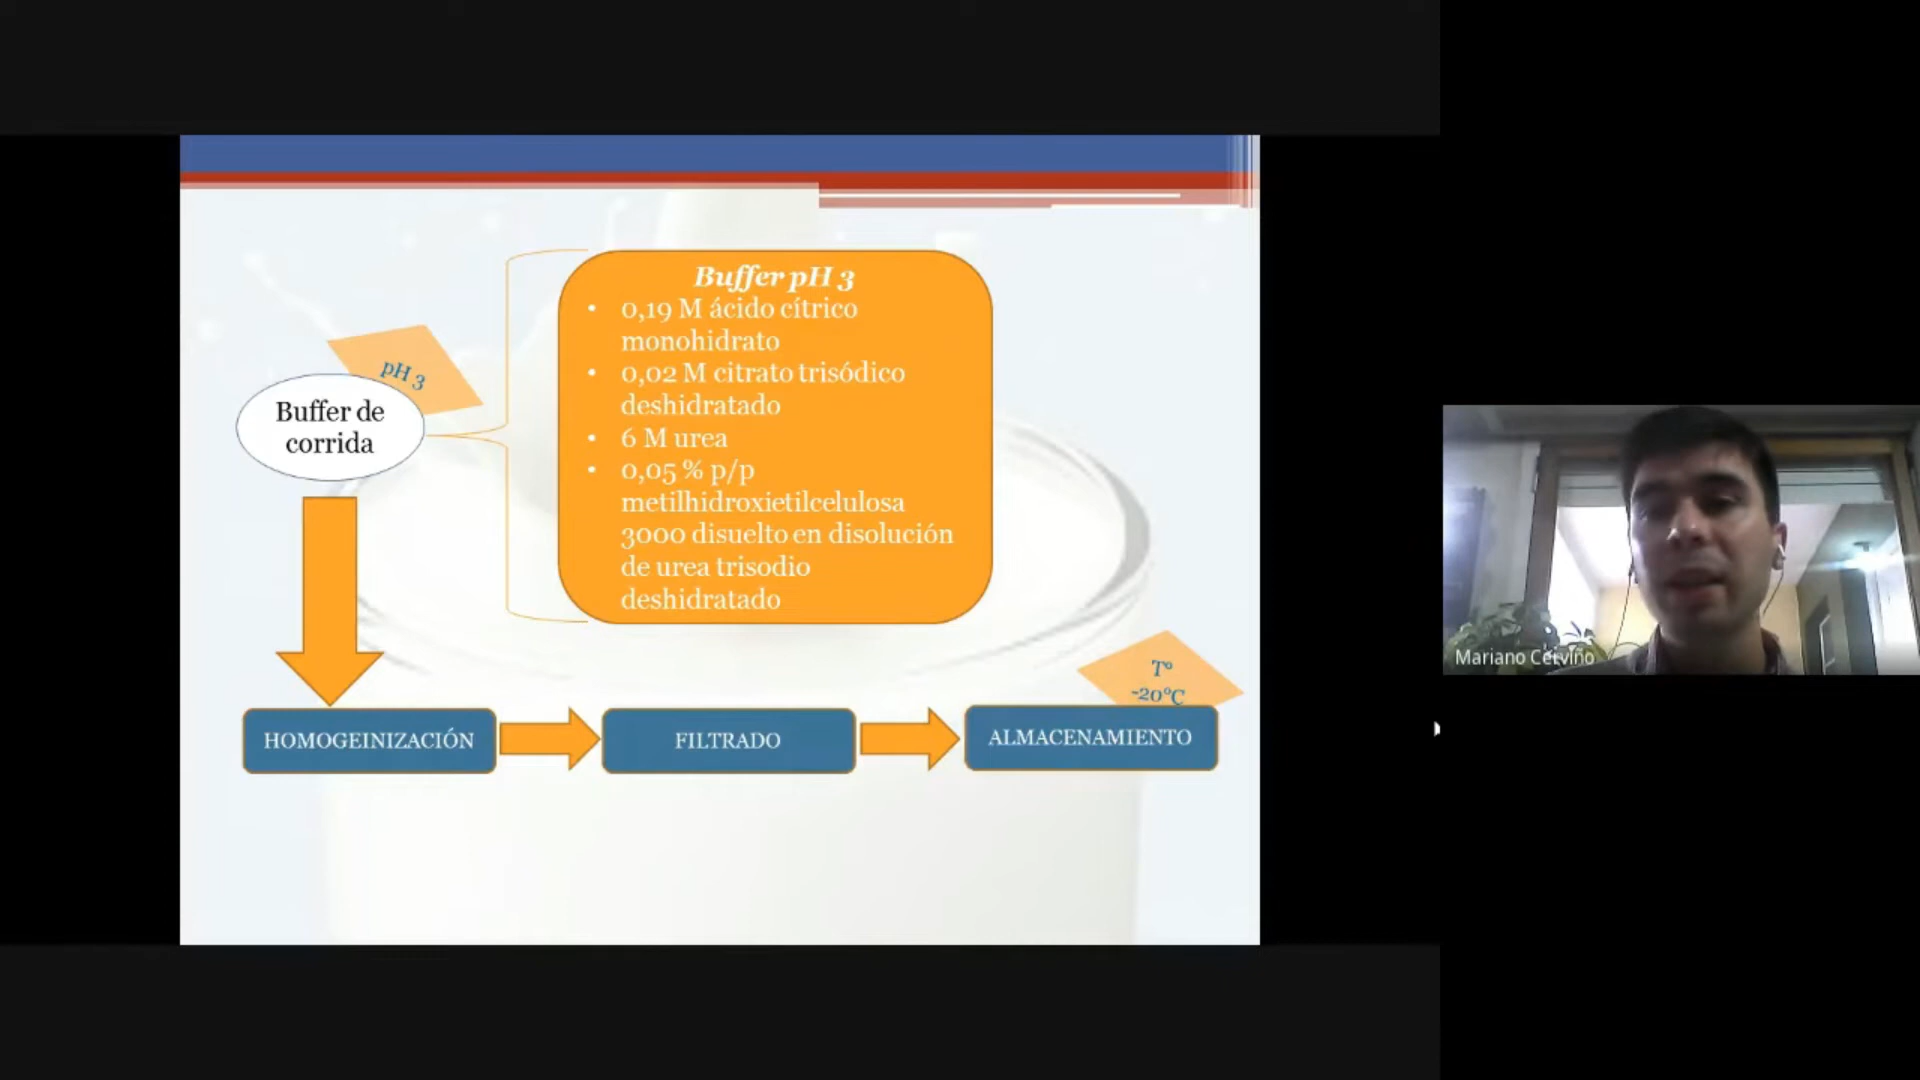 Buffer pH 3
• 0,19 M ácido cítrico
monohidrato
• 0,02 M citrato trisódico
deshidratado
• 6 M urea
• 0,05 % p/p
metilhidroxietilcelulosa
3000 disuelto en disolución
de urea trisodio
deshidratado
pH 3
Buffer de
corrida
T°
-20°C
HOMOGEINIZACIÓN
FILTRADO
ALMACENAMIENTO
Mariano Cerviño